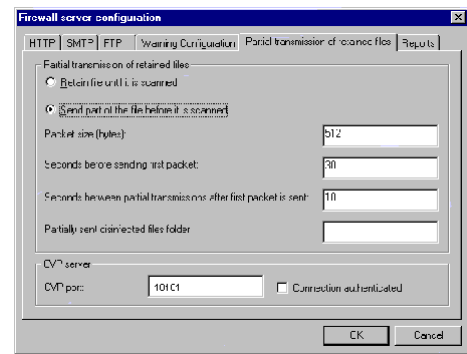 Firewall server configuration
HTTP SMTP FTP Warning Configuration Partial transmission of retained files Reports
Partial transmission of retained files
Retain file until it is scanned
Send part of the file before it is scanned
Packet size (bytes): 512
Seconds before sending first packet: 30
Seconds between partial transmissions after first packet is sent: 10
Partially sent disinfected files folder
CVP server
CVP port: 18181 Connection authenticated
OK Cancel